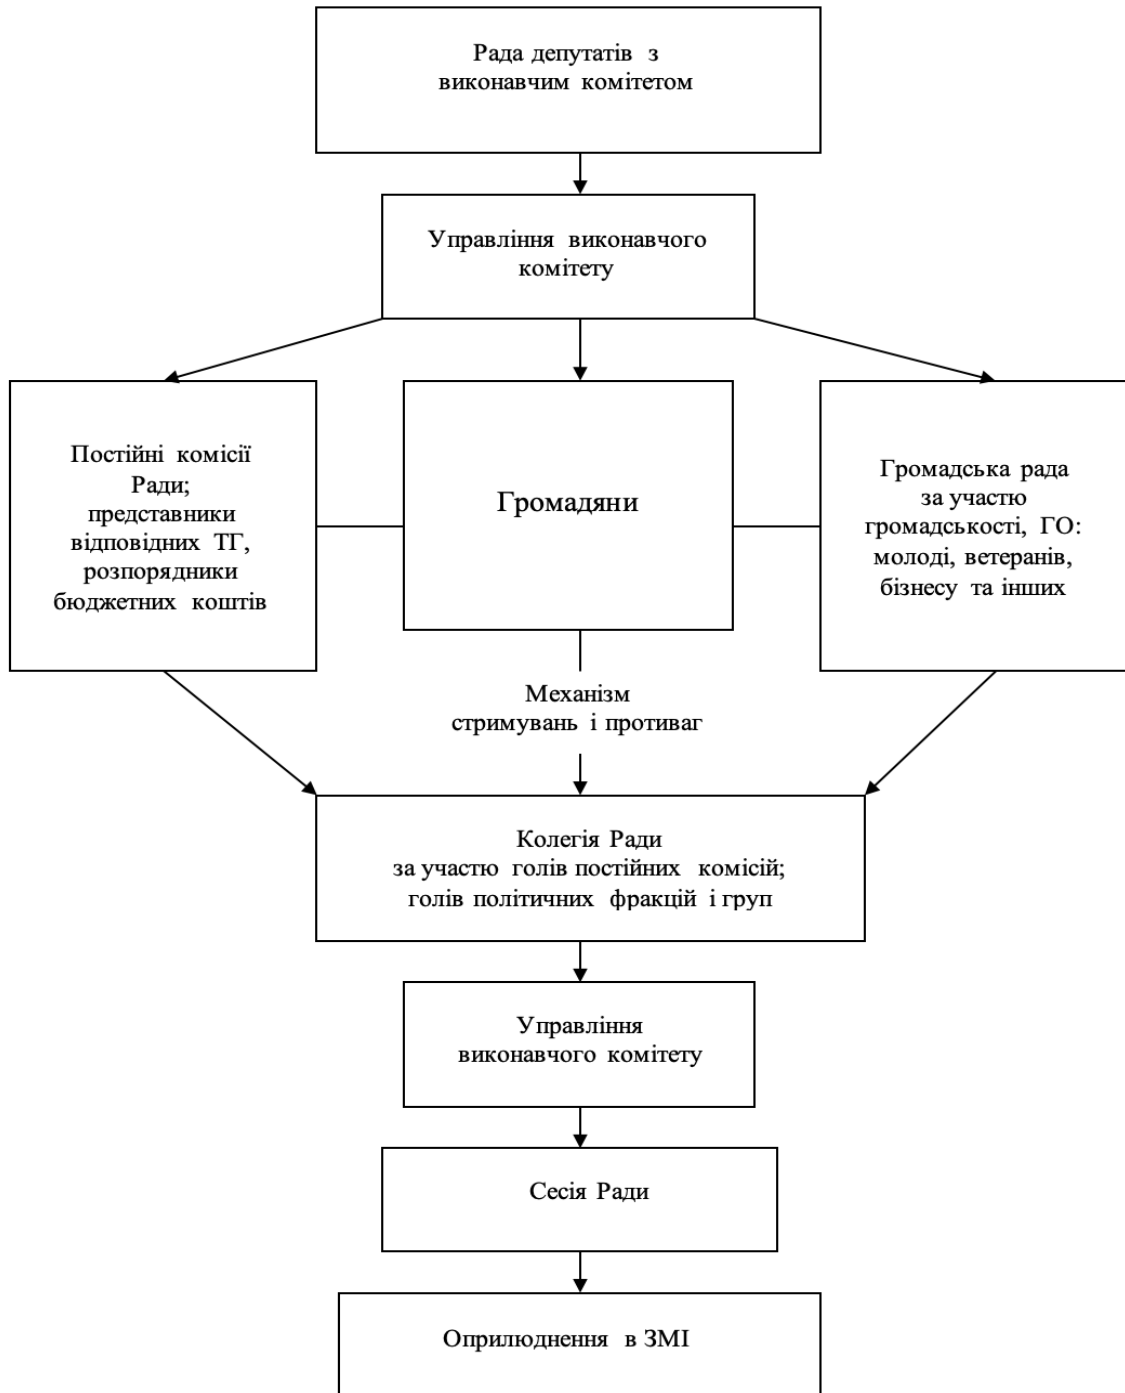 Рада депутатів з
виконавчим комітетом
Управління виконавчого
комітету
Постійні комісії
Ради;
представники
відповідних ТГ,
розпорядники
бюджетних коштів
Громадяни
Громадська рада
за участю
громадськості, ГО:
молоді, ветеранів,
бізнесу та інших
Механізм
стримувань і противаг
Колегія Ради
за участю голів постійних комісій;
голів політичних фракцій і груп
Управління
виконавчого комітету
Сесія Ради
Оприлюднення в ЗМІ